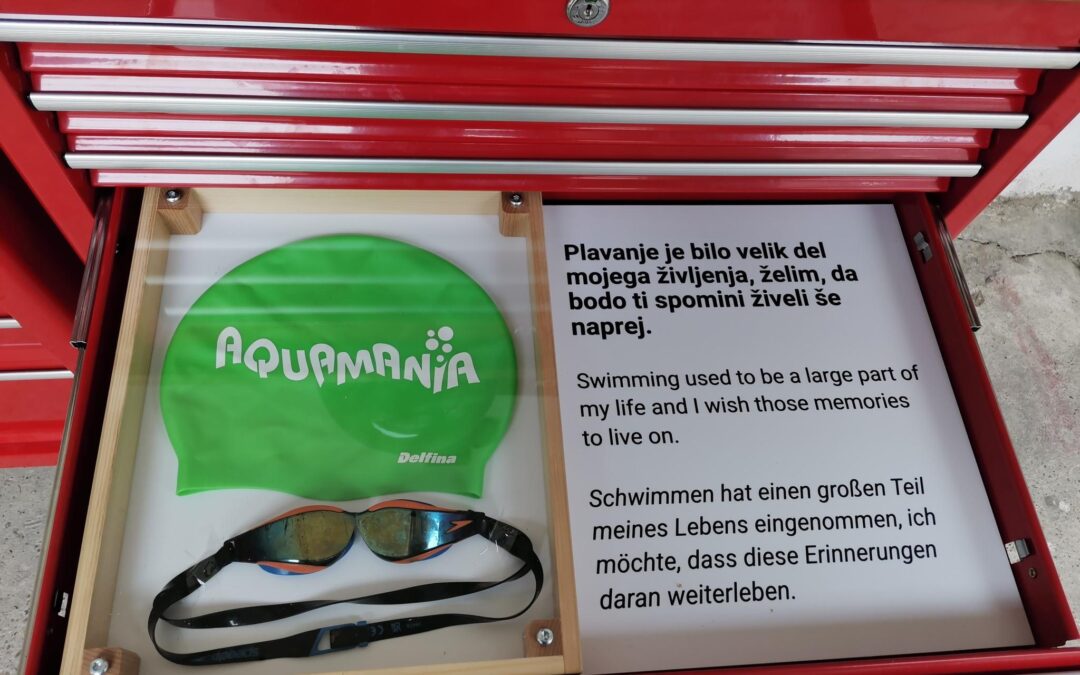 AQUAMANIA
Delfina
Plavanje je bilo velik del
mojega življenja, želim, da
bodo ti spomini živeli še
naprej.
Swimming used to be a large part of
my life and I wish those memories
to live on.
Schwimmen hat einen großen Teil
meines Lebens eingenommen, ich
möchte, dass diese Erinnerungen
daran weiterleben.